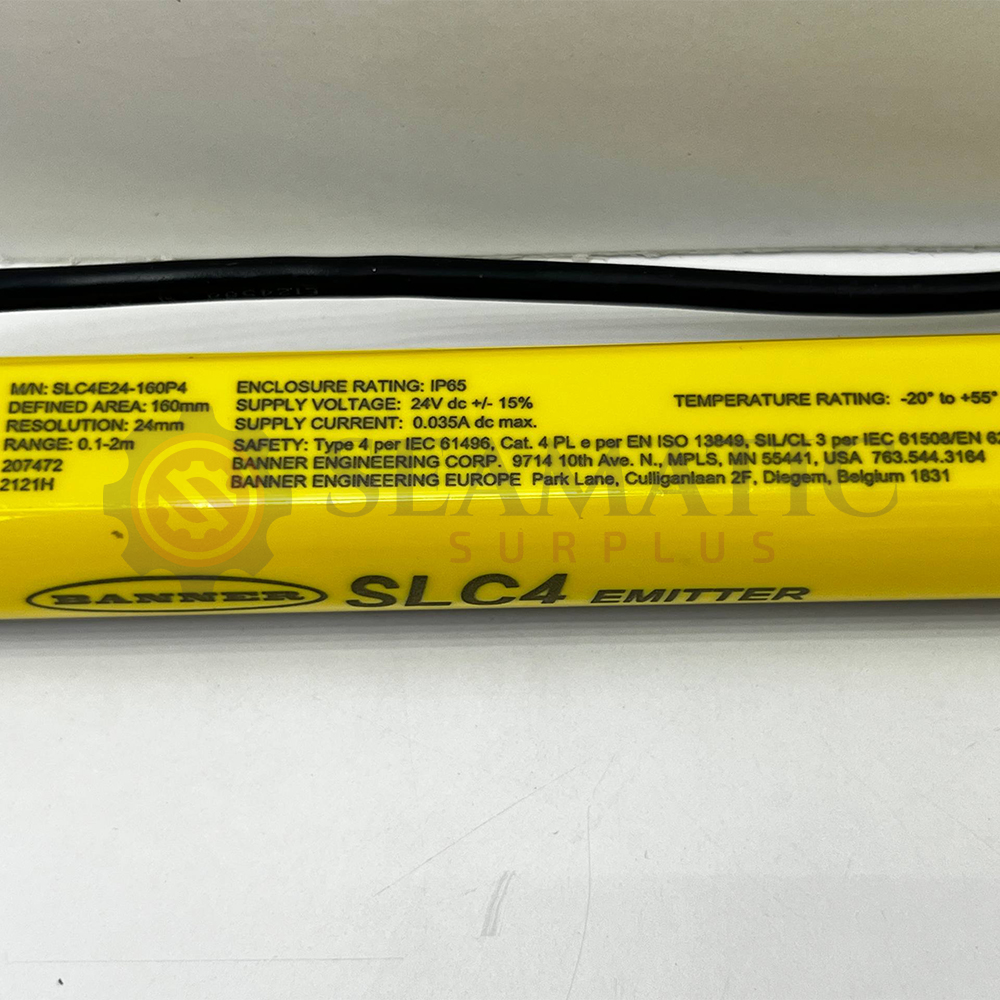 M/N: SLC4E24-160P4
DEFINED AREA: 160mm
RESOLUTION: 24mm
RANGE: 0.1-2m
207472
2121H
ENCLOSURE RATING: IP65
SUPPLY VOLTAGE: 24V dc +/- 15%
SUPPLY CURRENT: 0.035A dc max.
TEMPERATURE RATING: -20° to +55°
SAFETY: Type 4 per IEC 61496, Cat. 4 PL e per EN ISO 13849, SIL/CL 3 per IEC 61508/EN 62
BANNER ENGINEERING CORP. 9714 10th Ave. N., MPLS, MN 55441, USA 763.544.3164
BANNER ENGINEERING EUROPE Park Lane, Culliganlaan 2F, Diegem, Belgium 1831
SEAMATIC
SURPLUS
BANNER SLC4 EMITTER